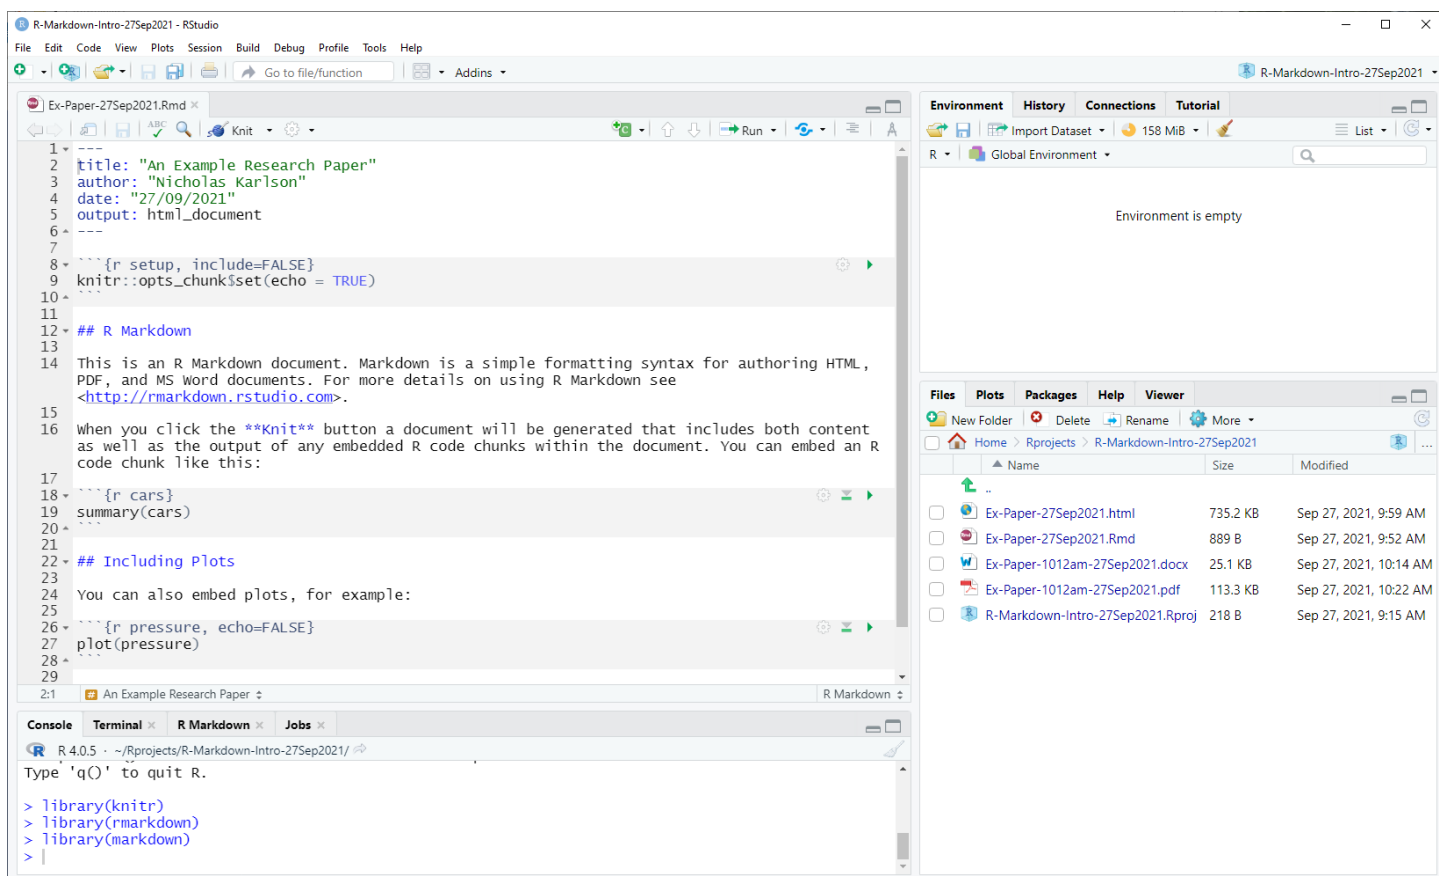 R-Markdown-Intro-27Sep2021 - RStudio
File Edit Code View Plots Session Build Debug Profile Tools Help
Go to file/function Addins R-Markdown-Intro-27Sep2021
Ex-Paper-27Sep2021.Rmd
ABC Knit Run
1 ---
2 title: "An Example Research Paper"
3 author: "Nicholas Karlson"
4 date: "27/09/2021"
5 output: html_document
6 ---
7
8 ```{r setup, include=FALSE}
9 knitr::opts_chunk$set(echo = TRUE)
10 ```
11
12 ## R Markdown
13
14 This is an R Markdown document. Markdown is a simple formatting syntax for authoring HTML,
PDF, and MS Word documents. For more details on using R Markdown see
<http://rmarkdown.rstudio.com>.
15
16 When you click the **Knit** button a document will be generated that includes both content
as well as the output of any embedded R code chunks within the document. You can embed an R
code chunk like this:
17
18 ```{r cars}
19 summary(cars)
20 ```
21
22 ## Including Plots
23
24 You can also embed plots, for example:
25
26 ```{r pressure, echo=FALSE}
27 plot(pressure)
28 ```
29
2:1 An Example Research Paper R Markdown
Console Terminal R Markdown Jobs
R 4.0.5 · ~/Rprojects/R-Markdown-Intro-27Sep2021/
Type 'q()' to quit R.
> library(knitr)
> library(rmarkdown)
> library(markdown)
>
Environment History Connections Tutorial
Import Dataset 158 MiB List
R Global Environment
Environment is empty
Files Plots Packages Help Viewer
New Folder Delete Rename More
Home > Rprojects > R-Markdown-Intro-27Sep2021 ...
Name Size Modified
..
Ex-Paper-27Sep2021.html 735.2 KB Sep 27, 2021, 9:59 AM
Ex-Paper-27Sep2021.Rmd 889 B Sep 27, 2021, 9:52 AM
Ex-Paper-1012am-27Sep2021.docx 25.1 KB Sep 27, 2021, 10:14 AM
Ex-Paper-1012am-27Sep2021.pdf 113.3 KB Sep 27, 2021, 10:22 AM
R-Markdown-Intro-27Sep2021.Rproj 218 B Sep 27, 2021, 9:15 AM